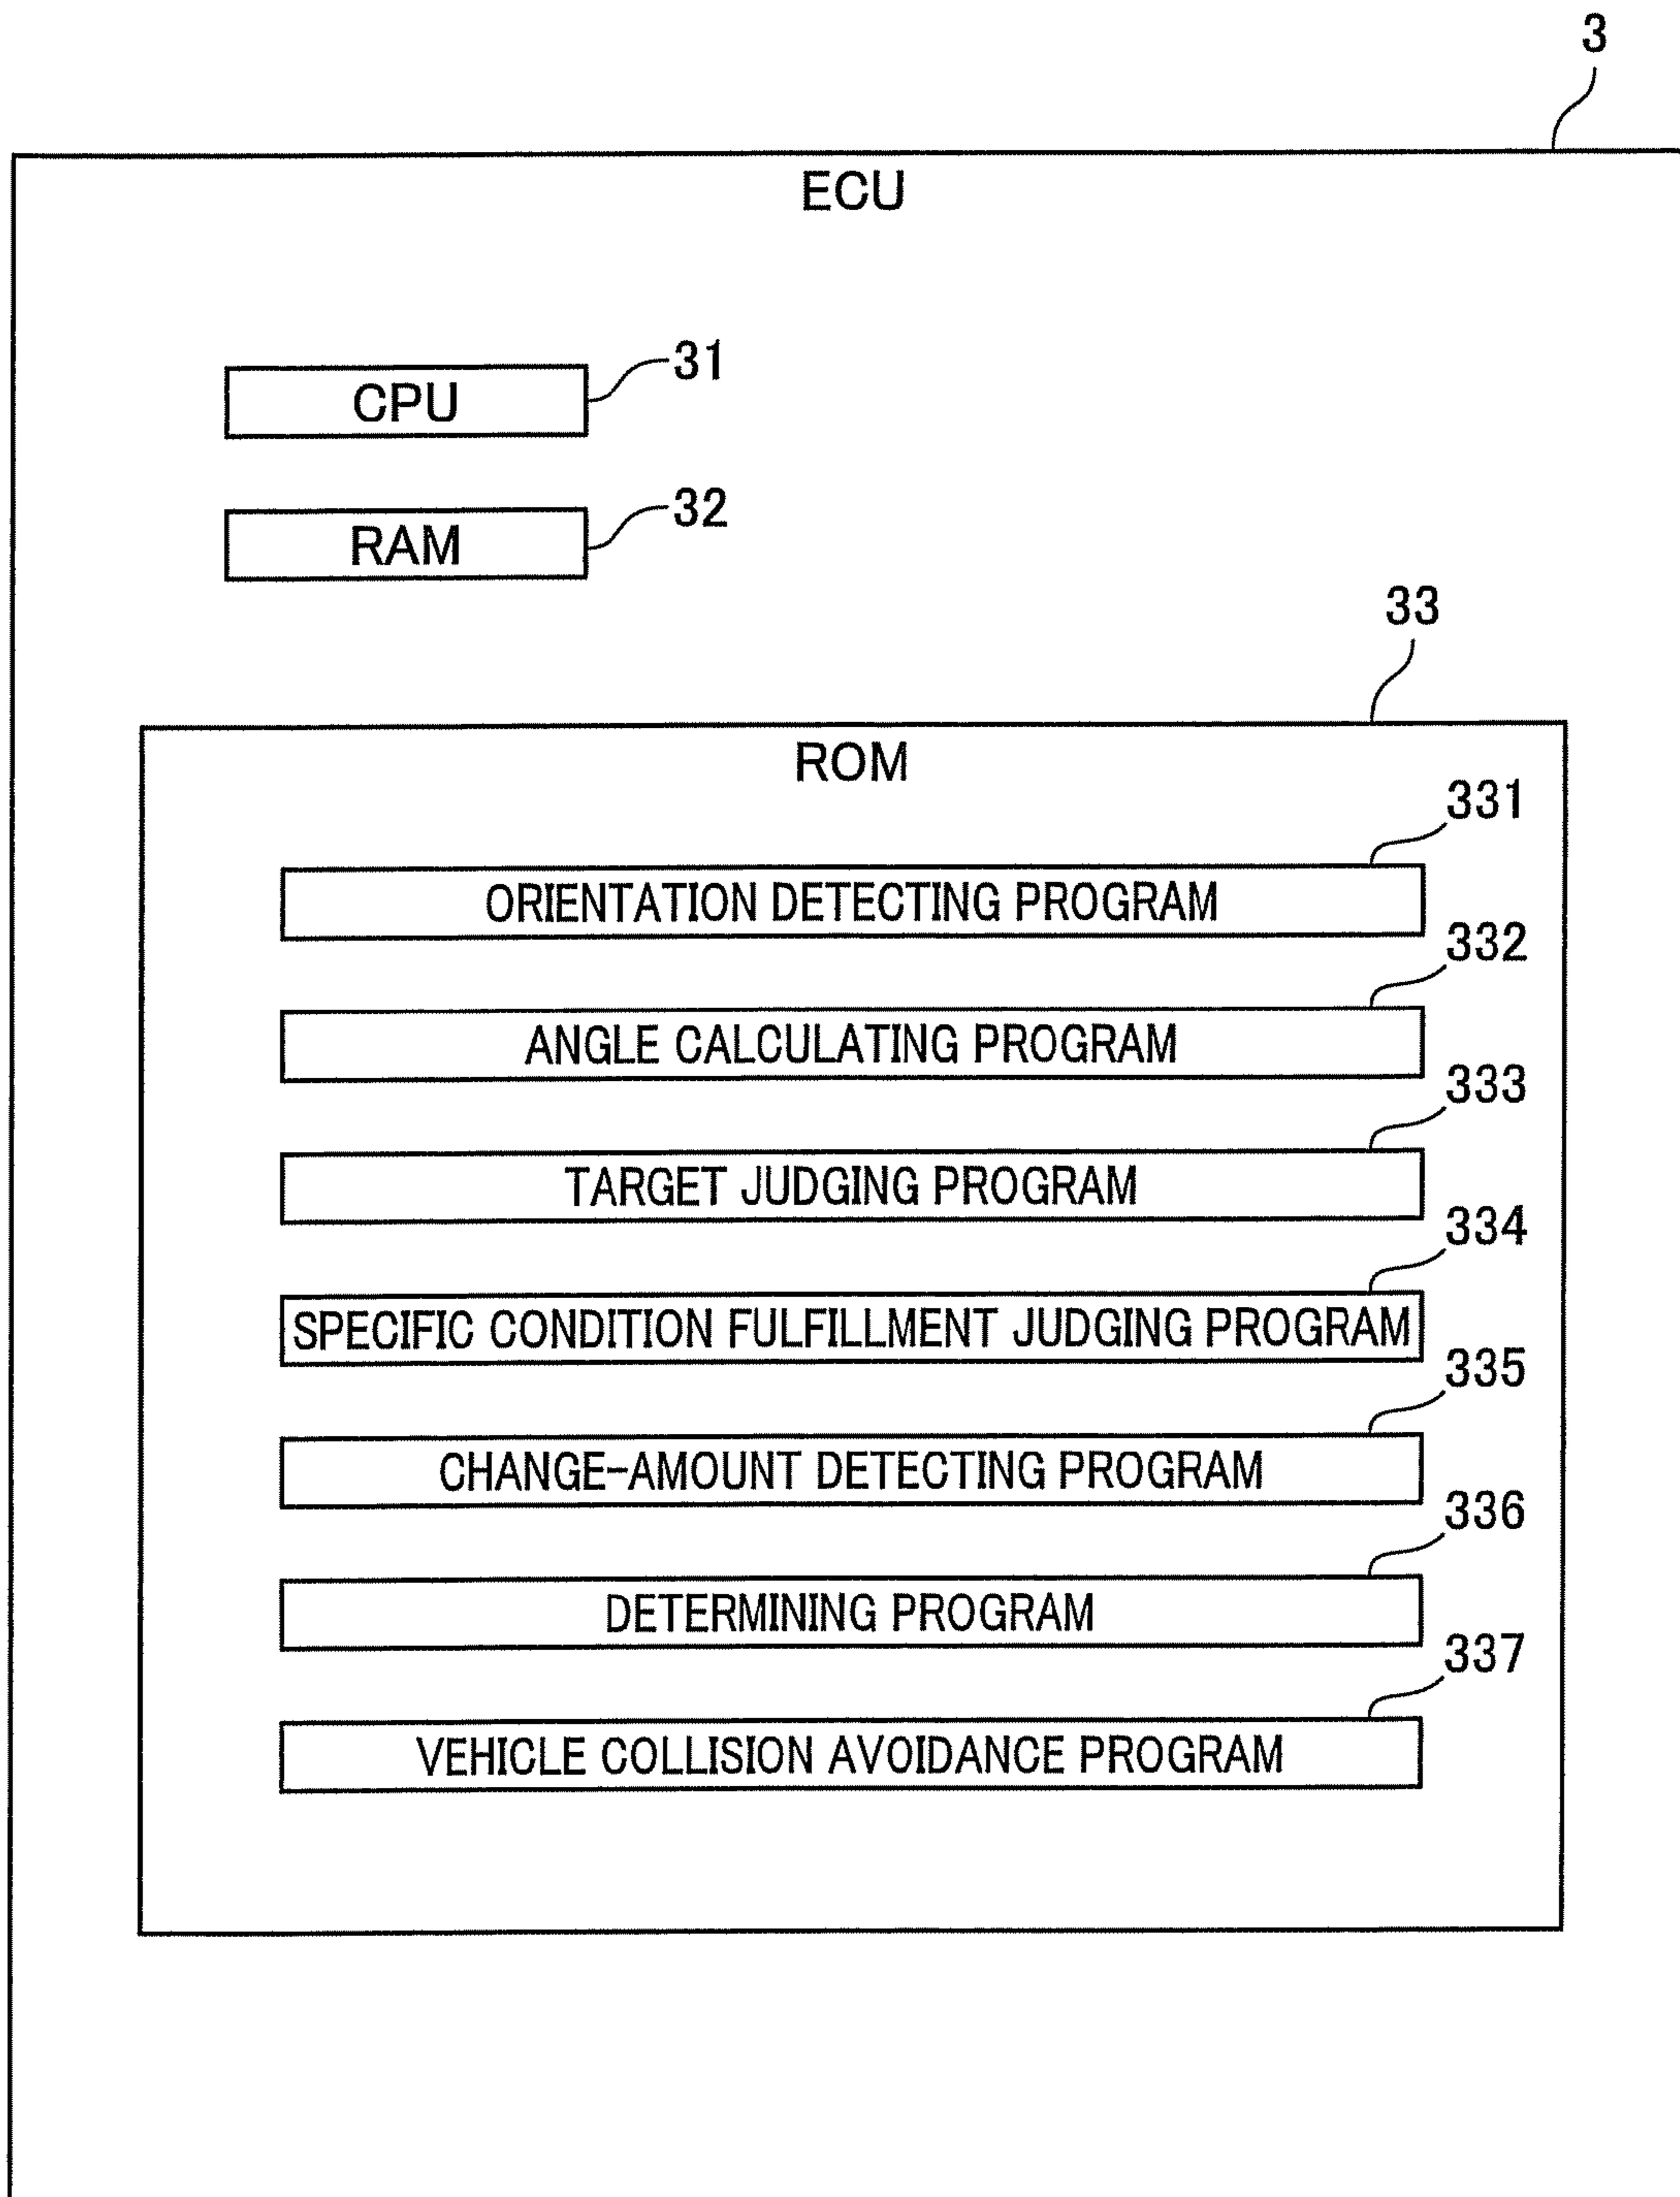 3
ECU
31
CPU
32
RAM
33
ROM
331
ORIENTATION DETECTING PROGRAM
332
ANGLE CALCULATING PROGRAM
333
TARGET JUDGING PROGRAM
334
SPECIFIC CONDITION FULFILLMENT JUDGING PROGRAM
335
CHANGE-AMOUNT DETECTING PROGRAM
336
DETERMINING PROGRAM
337
VEHICLE COLLISION AVOIDANCE PROGRAM